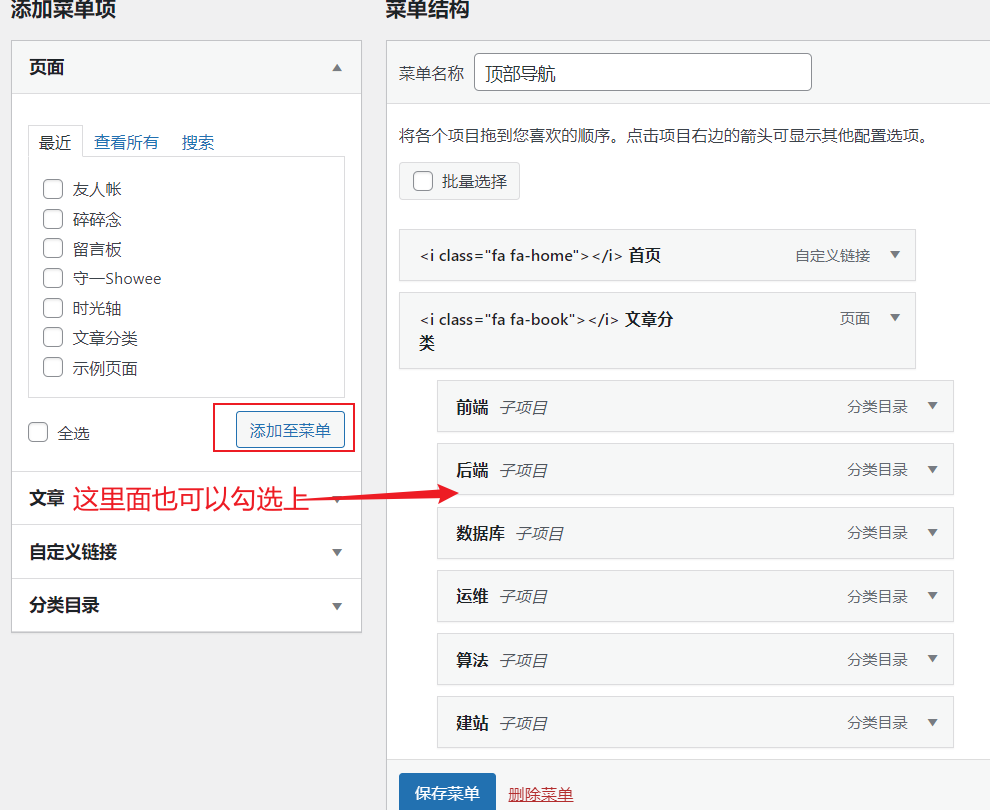 添加菜单项
页面
最近 查看所有 搜索
友人帐
碎碎念
留言板
守一Showee
时光轴
文章分类
示例页面
全选 添加至菜单
文章 这里面也可以勾选上
自定义链接
分类目录
菜单结构
菜单名称 顶部导航
将各个项目拖到您喜欢的顺序。点击项目右边的箭头可显示其他配置选项。
批量选择
<i class="fa fa-home"></i> 首页 自定义链接
<i class="fa fa-book"></i> 文章分 页面
类
前端 子项目 分类目录
后端 子项目 分类目录
数据库 子项目 分类目录
运维 子项目 分类目录
算法 子项目 分类目录
建站 子项目 分类目录
保存菜单 删除菜单